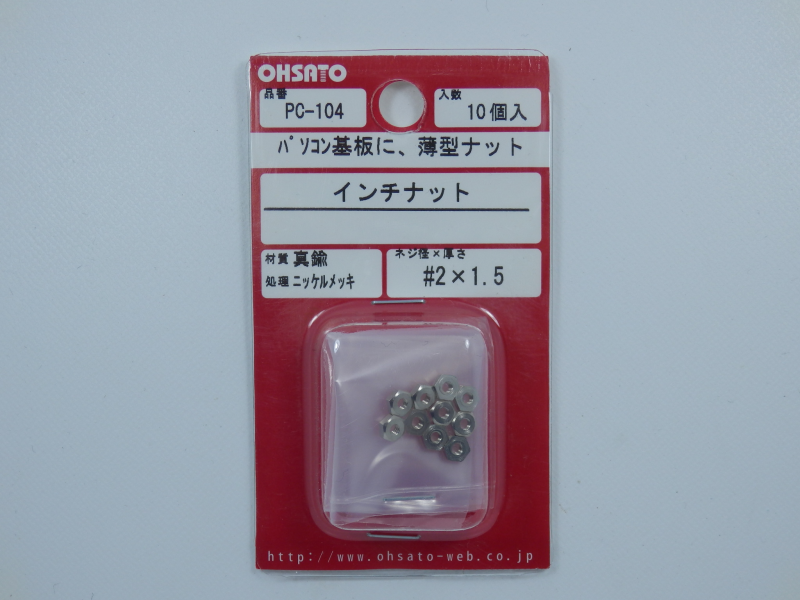 OHSATO
品番 入数
PC-104 10個入
パソコン基板に、薄型ナット
インチナット
材質 真鍮 ネジ径×厚さ
処理 ニッケルメッキ #2×1.5
http://www.ohsato-web.co.jp